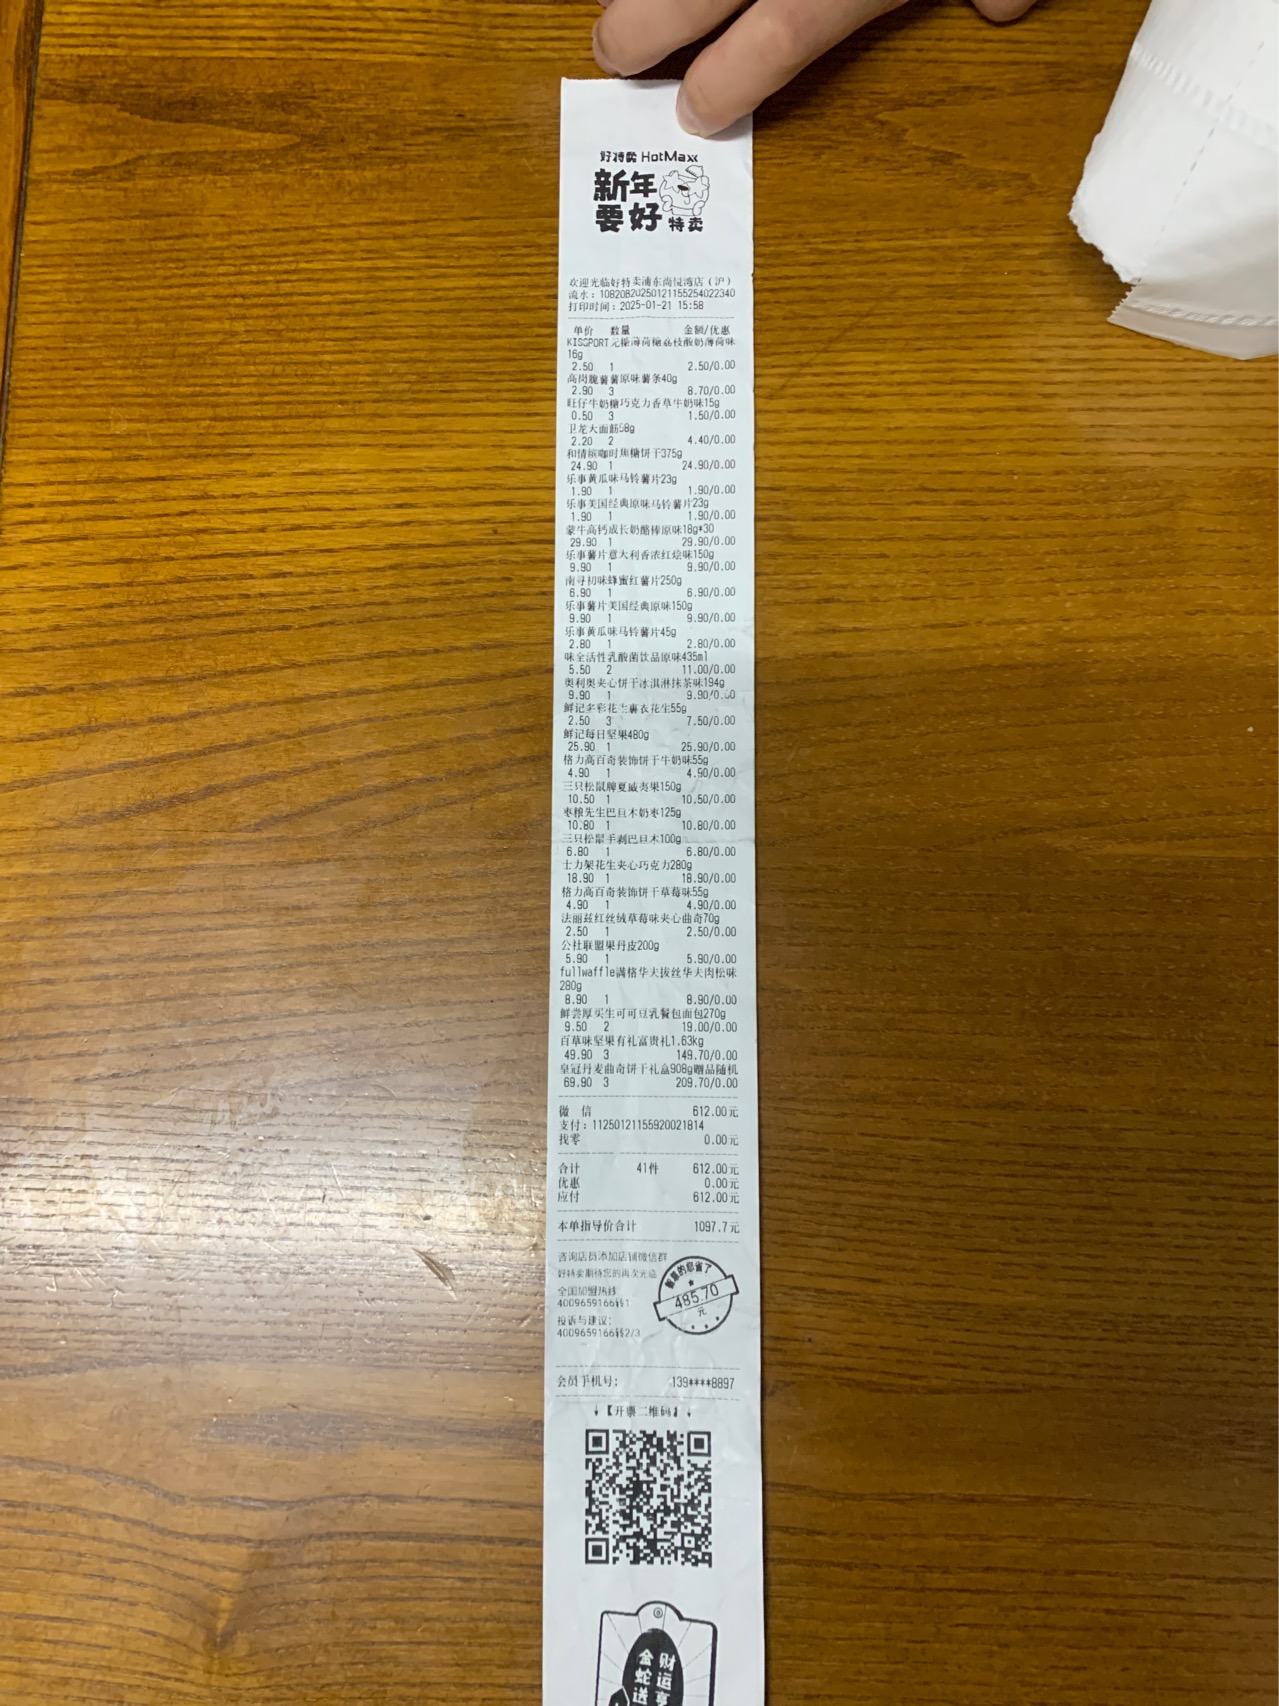 好特卖 HotMaxx
新年
要好特卖
欢迎光临好特卖浦东尚悦湾店(沪)
流水：10820820250121155254022340
打印时间：2025-01-21 15:58
单价 数量 金额/优惠
KISSPORT无糖薄荷糖荔枝酸奶薄荷味
16g
2.50 1 2.50/0.00
高岗脆薯薯原味薯条40g
2.90 3 8.70/0.00
旺仔牛奶糖巧克力香草牛奶味15g
0.50 3 1.50/0.00
卫龙大面筋58g
2.20 2 4.40/0.00
和情缤咖时焦糖饼干375g
24.90 1 24.90/0.00
乐事黄瓜味马铃薯片23g
1.90 1 1.90/0.00
乐事美国经典原味马铃薯片23g
1.90 1 1.90/0.00
蒙牛高钙成长奶酪棒原味18g*30
29.90 1 29.90/0.00
乐事薯片意大利香浓红烩味150g
9.90 1 9.90/0.00
南寻初味蜂蜜红薯片250g
6.90 1 6.90/0.00
乐事薯片美国经典原味150g
9.90 1 9.90/0.00
乐事黄瓜味马铃薯片45g
2.80 1 2.80/0.00
味全活性乳酸菌饮品原味435ml
5.50 2 11.00/0.00
奥利奥夹心饼干冰淇淋抹茶味194g
9.90 1 9.90/0.00
鲜记多彩花生裹衣花生55g
2.50 3 7.50/0.00
鲜记每日坚果480g
25.90 1 25.90/0.00
格力高百奇装饰饼干牛奶味55g
4.90 1 4.90/0.00
三只松鼠牌夏威夷果150g
10.50 1 10.50/0.00
枣粮先生巴旦木奶枣125g
10.80 1 10.80/0.00
三只松鼠手剥巴旦木100g
6.80 1 6.80/0.00
士力架花生夹心巧克力280g
18.90 1 18.90/0.00
格力高百奇装饰饼干草莓味55g
4.90 1 4.90/0.00
法丽兹红丝绒草莓味夹心曲奇70g
2.50 1 2.50/0.00
公社联盟果丹皮200g
5.90 1 5.90/0.00
fullwaffle满格华夫拔丝华夫肉松味
280g
8.90 1 8.90/0.00
鲜尝厚买生可可豆乳餐包面包270g
9.50 2 19.00/0.00
百草味坚果有礼富贵礼1.63kg
49.90 3 149.70/0.00
皇冠丹麦曲奇饼干礼盒908g赠品随机
69.90 3 209.70/0.00
微 信 612.00元
支付：11250121155920021814
找零 0.00元
合计 41件 612.00元
优惠 0.00元
应付 612.00元
本单指导价合计 1097.7元
咨询店员添加店铺微信群
好特卖期待您的再次光临
全国加盟热线
4009659166转1
投诉与建议：
4009659166转2/3
的您省了
485.70
元
会员手机号： 139****8897
↓【开票二维码】↓
财运亨
金蛇送